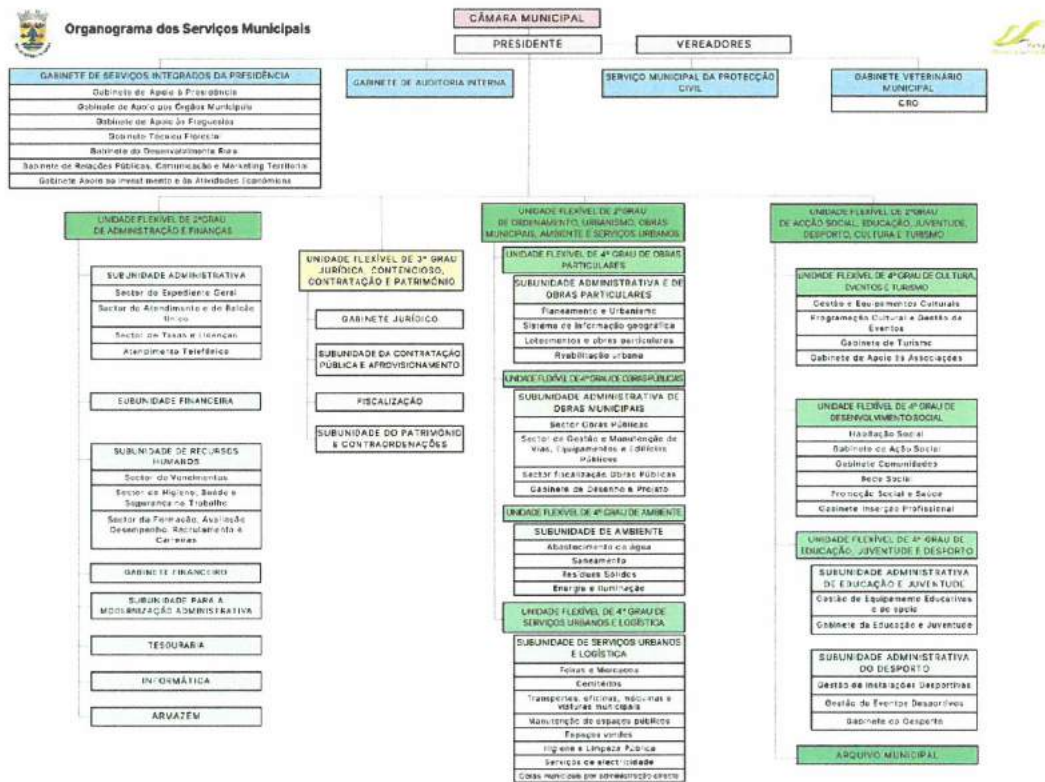 Organograma dos Serviços Municipais
CÂMARA MUNICIPAL
PRESIDENTE
VEREADORES
GABINETE DE SERVIÇOS INTEGRADOS DA PRESIDÊNCIA
Gabinete de Apoio à Presidência
Gabinete de Apoio aos Órgãos Municipais
Gabinete de Apoio às Freguesias
Gabinete Técnico Florestal
Gabinete do Desenvolvimento Rural
Gabinete de Relações Públicas, Comunicação e Marketing Territorial
Gabinete Apoio ao Investimento e às Atividades Económicas
GABINETE DE AUDITORIA INTERNA
SERVIÇO MUNICIPAL DA PROTECÇÃO
CIVIL
GABINETE VETERINÁRIO
MUNICIPAL
CRO
UNIDADE FLEXÍVEL DE 2º GRAU
DE ADMINISTRAÇÃO E FINANÇAS
SUBUNIDADE ADMINISTRATIVA
Sector do Expediente Geral
Sector do Atendimento e do Balcão
Único
Sector de Taxas e Licenças
Atendimento Telefónico
SUBUNIDADE FINANCEIRA
SUBUNIDADE DE RECURSOS
HUMANOS
Sector de Vencimentos
Sector da Higiene, Saúde e
Segurança no Trabalho
Sector da Formação, Avaliação
Desempenho, Recrutamento e
Carreiras
GABINETE FINANCEIRO
SUBUNIDADE PARA A
MODERNIZAÇÃO ADMINISTRATIVA
TESOURARIA
INFORMÁTICA
ARMAZÉM
UNIDADE FLEXÍVEL DE 3º GRAU
JURÍDICA, CONTENCIOSO,
CONTRATAÇÃO E PATRIMÓNIO
GABINETE JURÍDICO
SUBUNIDADE DA CONTRATAÇÃO
PÚBLICA E APROVISIONAMENTO
FISCALIZAÇÃO
SUBUNIDADE DO PATRIMÓNIO
E CONTRAORDENAÇÕES
UNIDADE FLEXÍVEL DE 2º GRAU
DE ORDENAMENTO, URBANISMO, OBRAS
MUNICIPAIS, AMBIENTE E SERVIÇOS URBANOS
UNIDADE FLEXÍVEL DE 4º GRAU DE OBRAS
PARTICULARES
SUBUNIDADE ADMINISTRATIVA E DE
OBRAS PARTICULARES
Planeamento e Urbanismo
Sistema de Informação geográfica
Loteamentos e obras particulares
Reabilitação urbana
UNIDADE FLEXÍVEL DE 4º GRAU DE OBRAS PÚBLICAS
SUBUNIDADE ADMINISTRATIVA DE
OBRAS MUNICIPAIS
Sector Obras Públicas
Sector da Gestão e Manutenção de
Vias, Equipamentos e Edifícios
Públicos
Sector fiscalização Obras Públicas
Gabinete de Desenho e Projeto
UNIDADE FLEXÍVEL DE 4º GRAU DE AMBIENTE
SUBUNIDADE DE AMBIENTE
Abastecimento de água
Saneamento
Resíduos Sólidos
Energia e Iluminação
UNIDADE FLEXÍVEL DE 4º GRAU DE
SERVIÇOS URBANOS E LOGÍSTICA
SUBUNIDADE DE SERVIÇOS URBANOS
E LOGÍSTICA
Feiras e Mercados
Cemitérios
Transportes, oficinas, máquinas e
viaturas municipais
Manutenção de espaços públicos
Espaços verdes
Higiene e Limpeza Pública
Serviços de electricidade
Obras municipais por administração directa
UNIDADE FLEXÍVEL DE 2º GRAU
DE ACÇÃO SOCIAL, EDUCAÇÃO, JUVENTUDE,
DESPORTO, CULTURA E TURISMO
UNIDADE FLEXÍVEL DE 4º GRAU DE CULTURA,
EVENTOS E TURISMO
Gestão e Equipamentos Culturais
Programação Cultural e Gestão de
Eventos
Gabinete de Turismo
Gabinete de Apoio às Associações
UNIDADE FLEXÍVEL DE 4º GRAU DE
DESENVOLVIMENTO SOCIAL
Habitação Social
Gabinete da Ação Social
Gabinete Comunidades
Rede Social
Promoção Social e Saúde
Gabinete Inserção Profissional
UNIDADE FLEXÍVEL DE 4º GRAU DE
EDUCAÇÃO, JUVENTUDE E DESPORTO
SUBUNIDADE ADMINISTRATIVA
DE EDUCAÇÃO E JUVENTUDE
Gestão de Equipamento Educativos
e de apoio
Gabinete da Educação e Juventude
SUBUNIDADE ADMINISTRATIVA
DO DESPORTO
Gestão de Instalações Desportivas
Gestão de Eventos Desportivos
Gabinete do Desporto
ARQUIVO MUNICIPAL